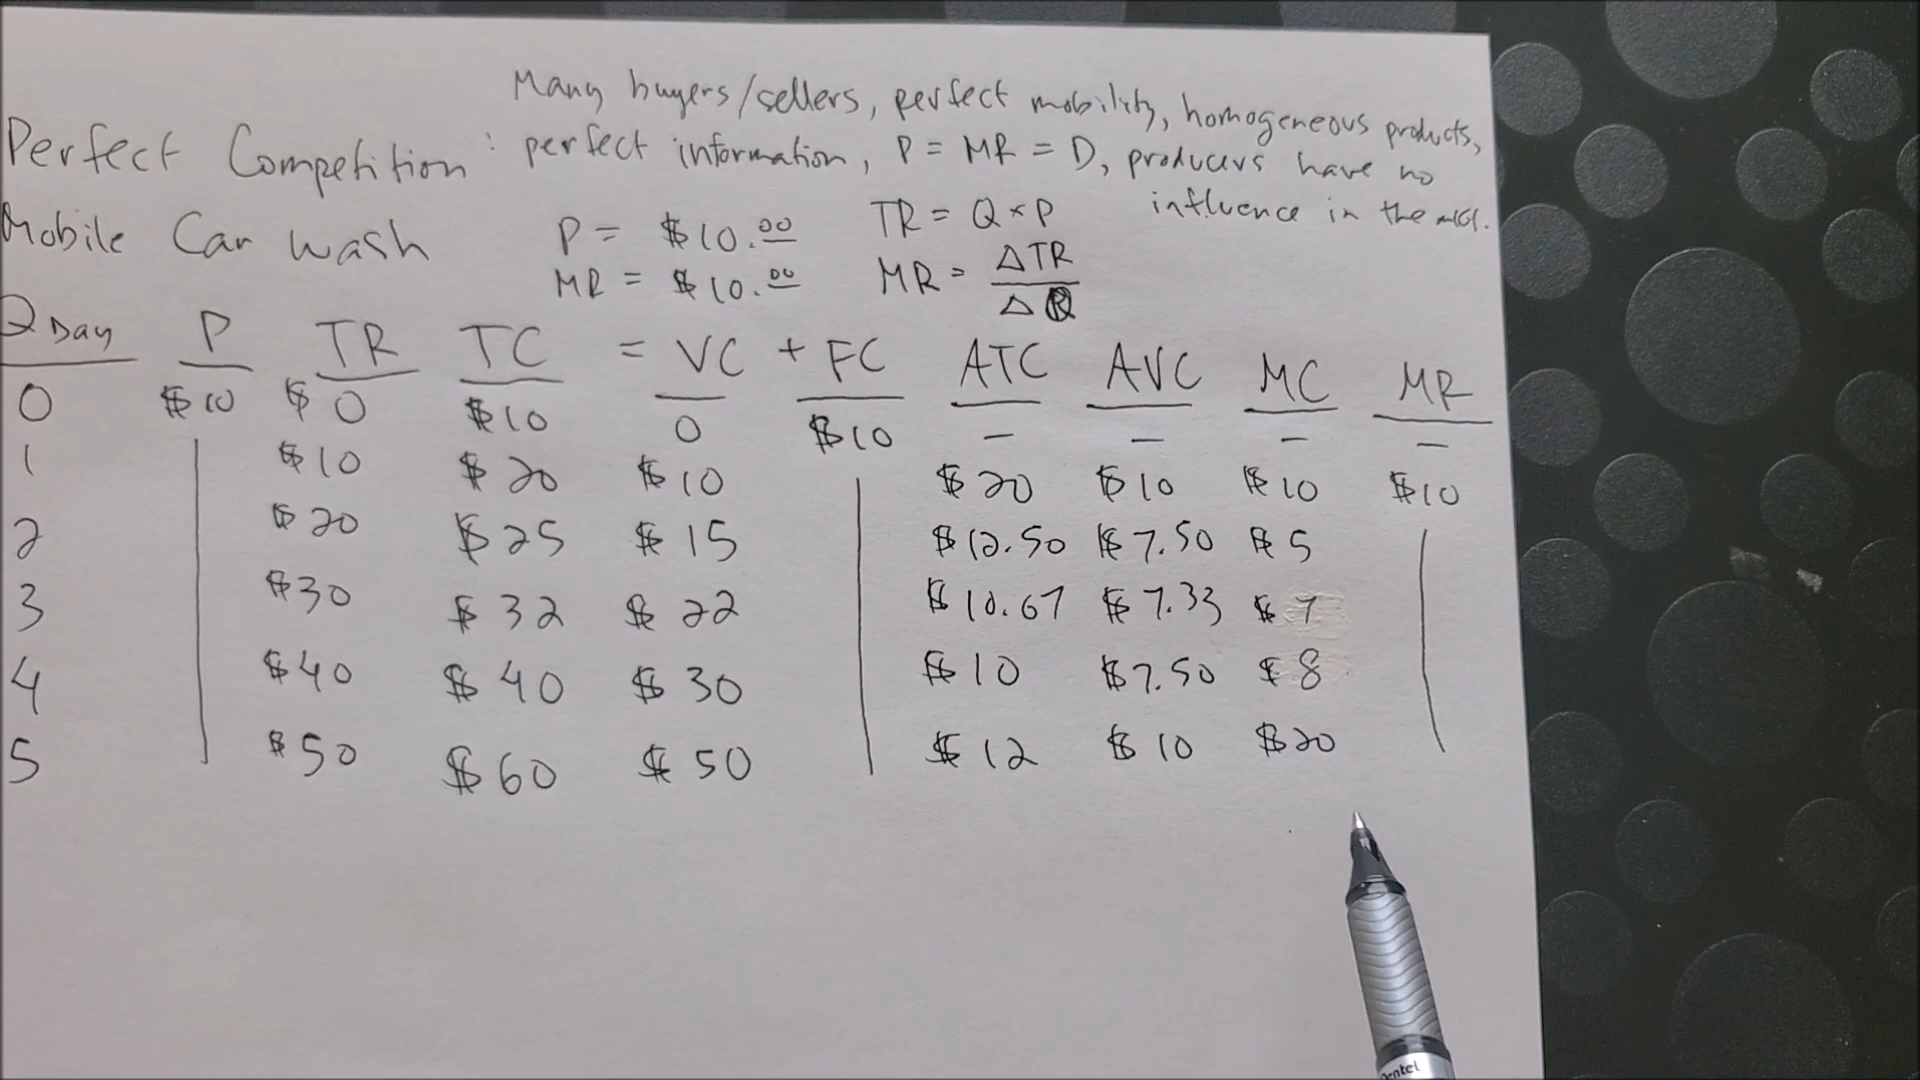 Many buyers/sellers, perfect mobility, homogeneous products,
Perfect Competition : perfect information, P = MR = D, producers have no
influence in the mkt.
Mobile Car Wash P = $10.00 TR = Q × P
MR = $10.00 MR = ΔTR / ΔQ
Q Day P TR TC = VC + FC ATC AVC MC MR
0 $10 $0 $10 0 $10 — — — —
1 $10 $20 $10 $20 $10 $10 $10
2 $20 $25 $15 $12.50 $7.50 $5
3 $30 $32 $22 $10.67 $7.33 $7
4 $40 $40 $30 $10 $7.50 $8
5 $50 $60 $50 $12 $10 $20
Pentel